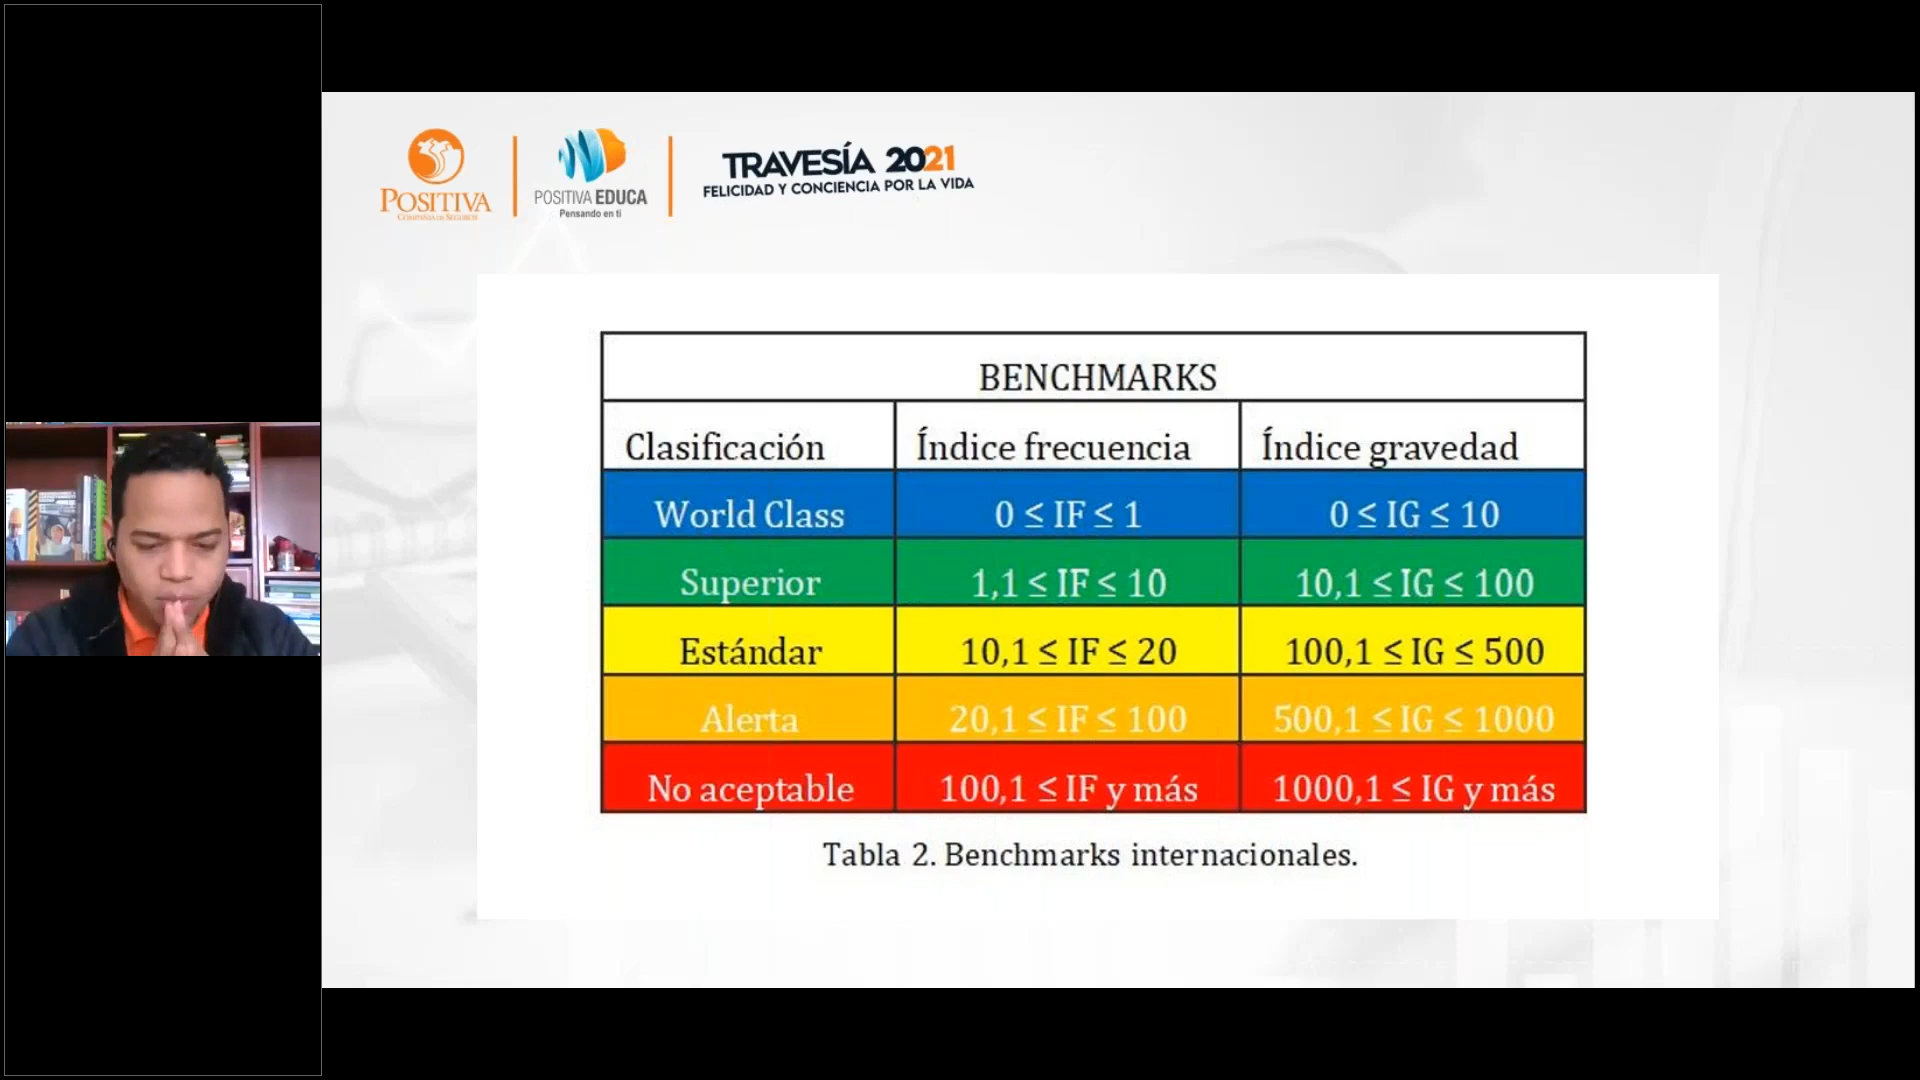 POSITIVA
COMPAÑÍA DE SEGUROS
POSITIVA EDUCA
Pensando en ti
TRAVESÍA 2021
FELICIDAD Y CONCIENCIA POR LA VIDA
BENCHMARKS
Clasificación Índice frecuencia Índice gravedad
World Class 0 ≤ IF ≤ 1 0 ≤ IG ≤ 10
Superior 1,1 ≤ IF ≤ 10 10,1 ≤ IG ≤ 100
Estándar 10,1 ≤ IF ≤ 20 100,1 ≤ IG ≤ 500
Alerta 20,1 ≤ IF ≤ 100 500,1 ≤ IG ≤ 1000
No aceptable 100,1 ≤ IF y más 1000,1 ≤ IG y más
Tabla 2. Benchmarks internacionales.